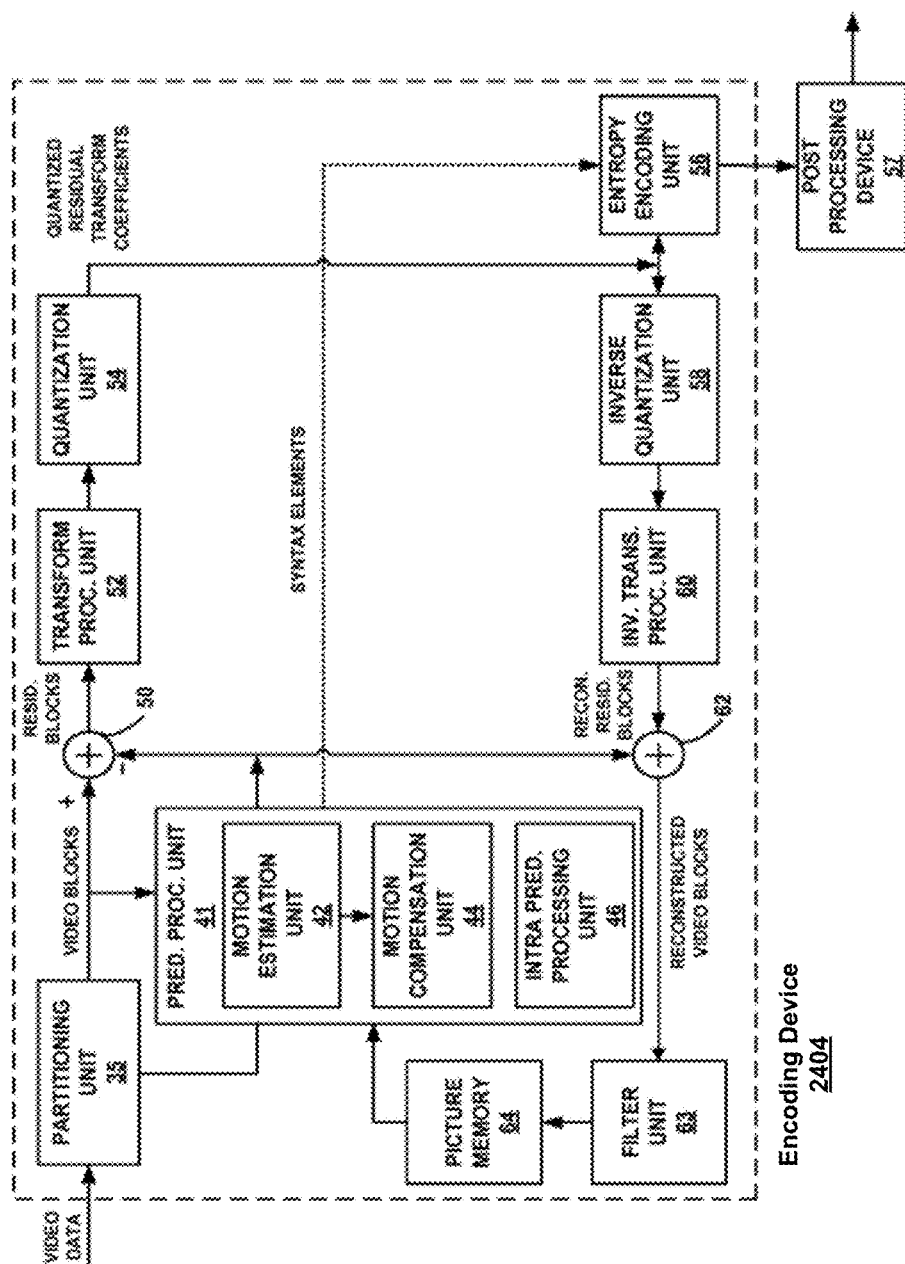 VIDEO
DATA
PARTITIONING
UNIT
35
VIDEO BLOCKS
+
-
RESID.
BLOCKS
50
TRANSFORM
PROC. UNIT
52
QUANTIZATION
UNIT
54
QUANTIZED
RESIDUAL
TRANSFORM
COEFFICIENTS
PRED. PROC. UNIT
41
MOTION
ESTIMATION
UNIT
42
MOTION
COMPENSATION
UNIT
44
INTRA PRED.
PROCESSING
UNIT
46
SYNTAX ELEMENTS
PICTURE
MEMORY
64
FILTER
UNIT
63
RECONSTRUCTED
VIDEO BLOCKS
+
62
RECON.
RESID.
BLOCKS
INV. TRANS.
PROC. UNIT
60
INVERSE
QUANTIZATION
UNIT
58
ENTROPY
ENCODING
UNIT
56
POST
PROCESSING
DEVICE
57
Encoding Device
2404